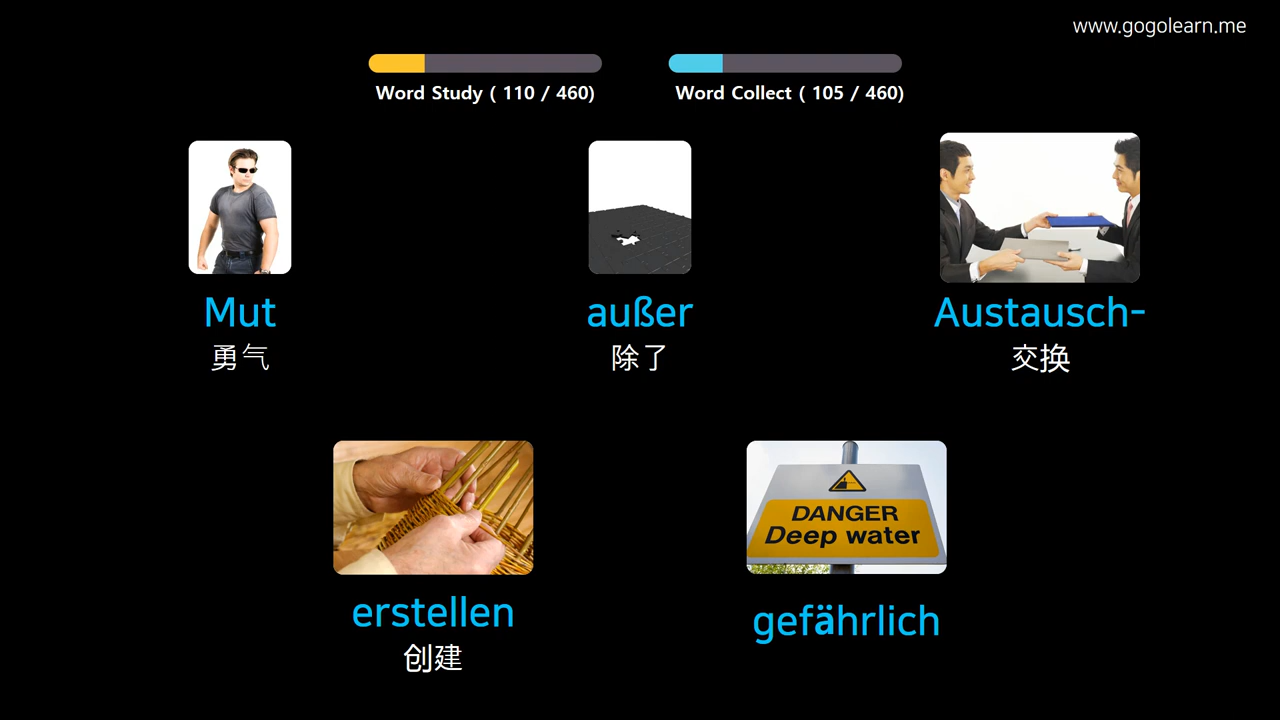 www.gogolearn.me
Word Study ( 110 / 460)
Word Collect ( 105 / 460)
Mut
勇气
außer
除了
Austausch-
交换
erstellen
创建
DANGER
Deep water
gefährlich